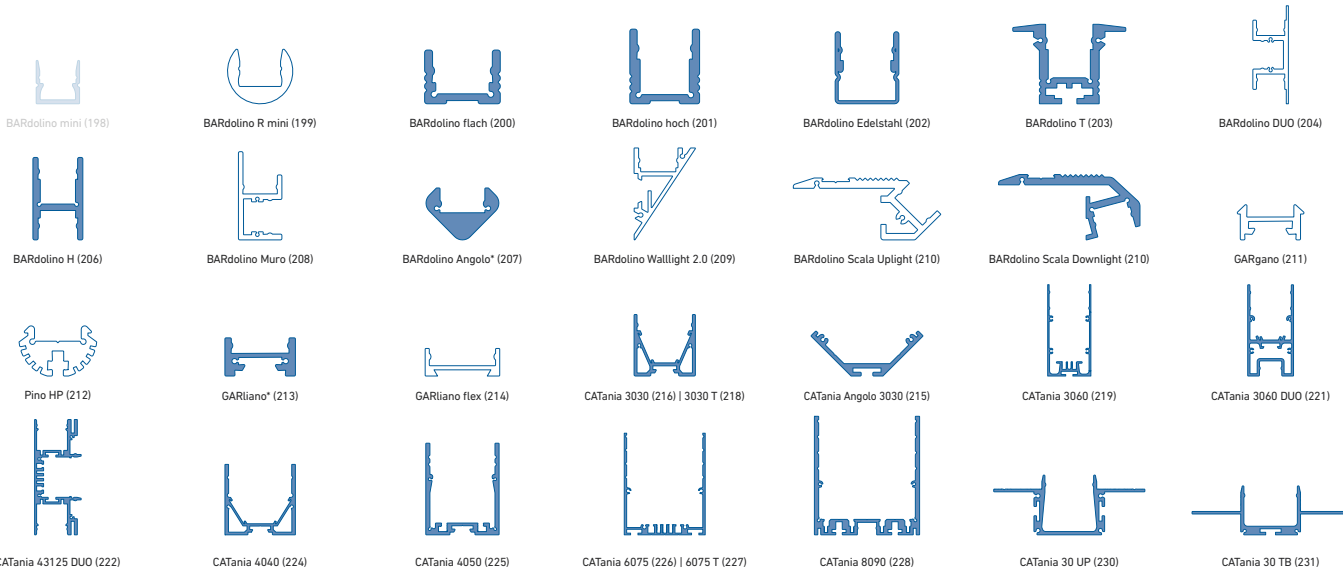 BARdolino mini (198)
BARdolino R mini (199)
BARdolino flach (200)
BARdolino hoch (201)
BARdolino Edelstahl (202)
BARdolino T (203)
BARdolino DUO (204)
BARdolino H (206)
BARdolino Muro (208)
BARdolino Angolo* (207)
BARdolino Walllight 2.0 (209)
BARdolino Scala Uplight (210)
BARdolino Scala Downlight (210)
GARgano (211)
Pino HP (212)
GARliano* (213)
GARliano flex (214)
CATania 3030 (216) | 3030 T (218)
CATania Angolo 3030 (215)
CATania 3060 (219)
CATania 3060 DUO (221)
CATania 43125 DUO (222)
CATania 4040 (224)
CATania 4050 (225)
CATania 6075 (226) | 6075 T (227)
CATania 8090 (228)
CATania 30 UP (230)
CATania 30 TB (231)